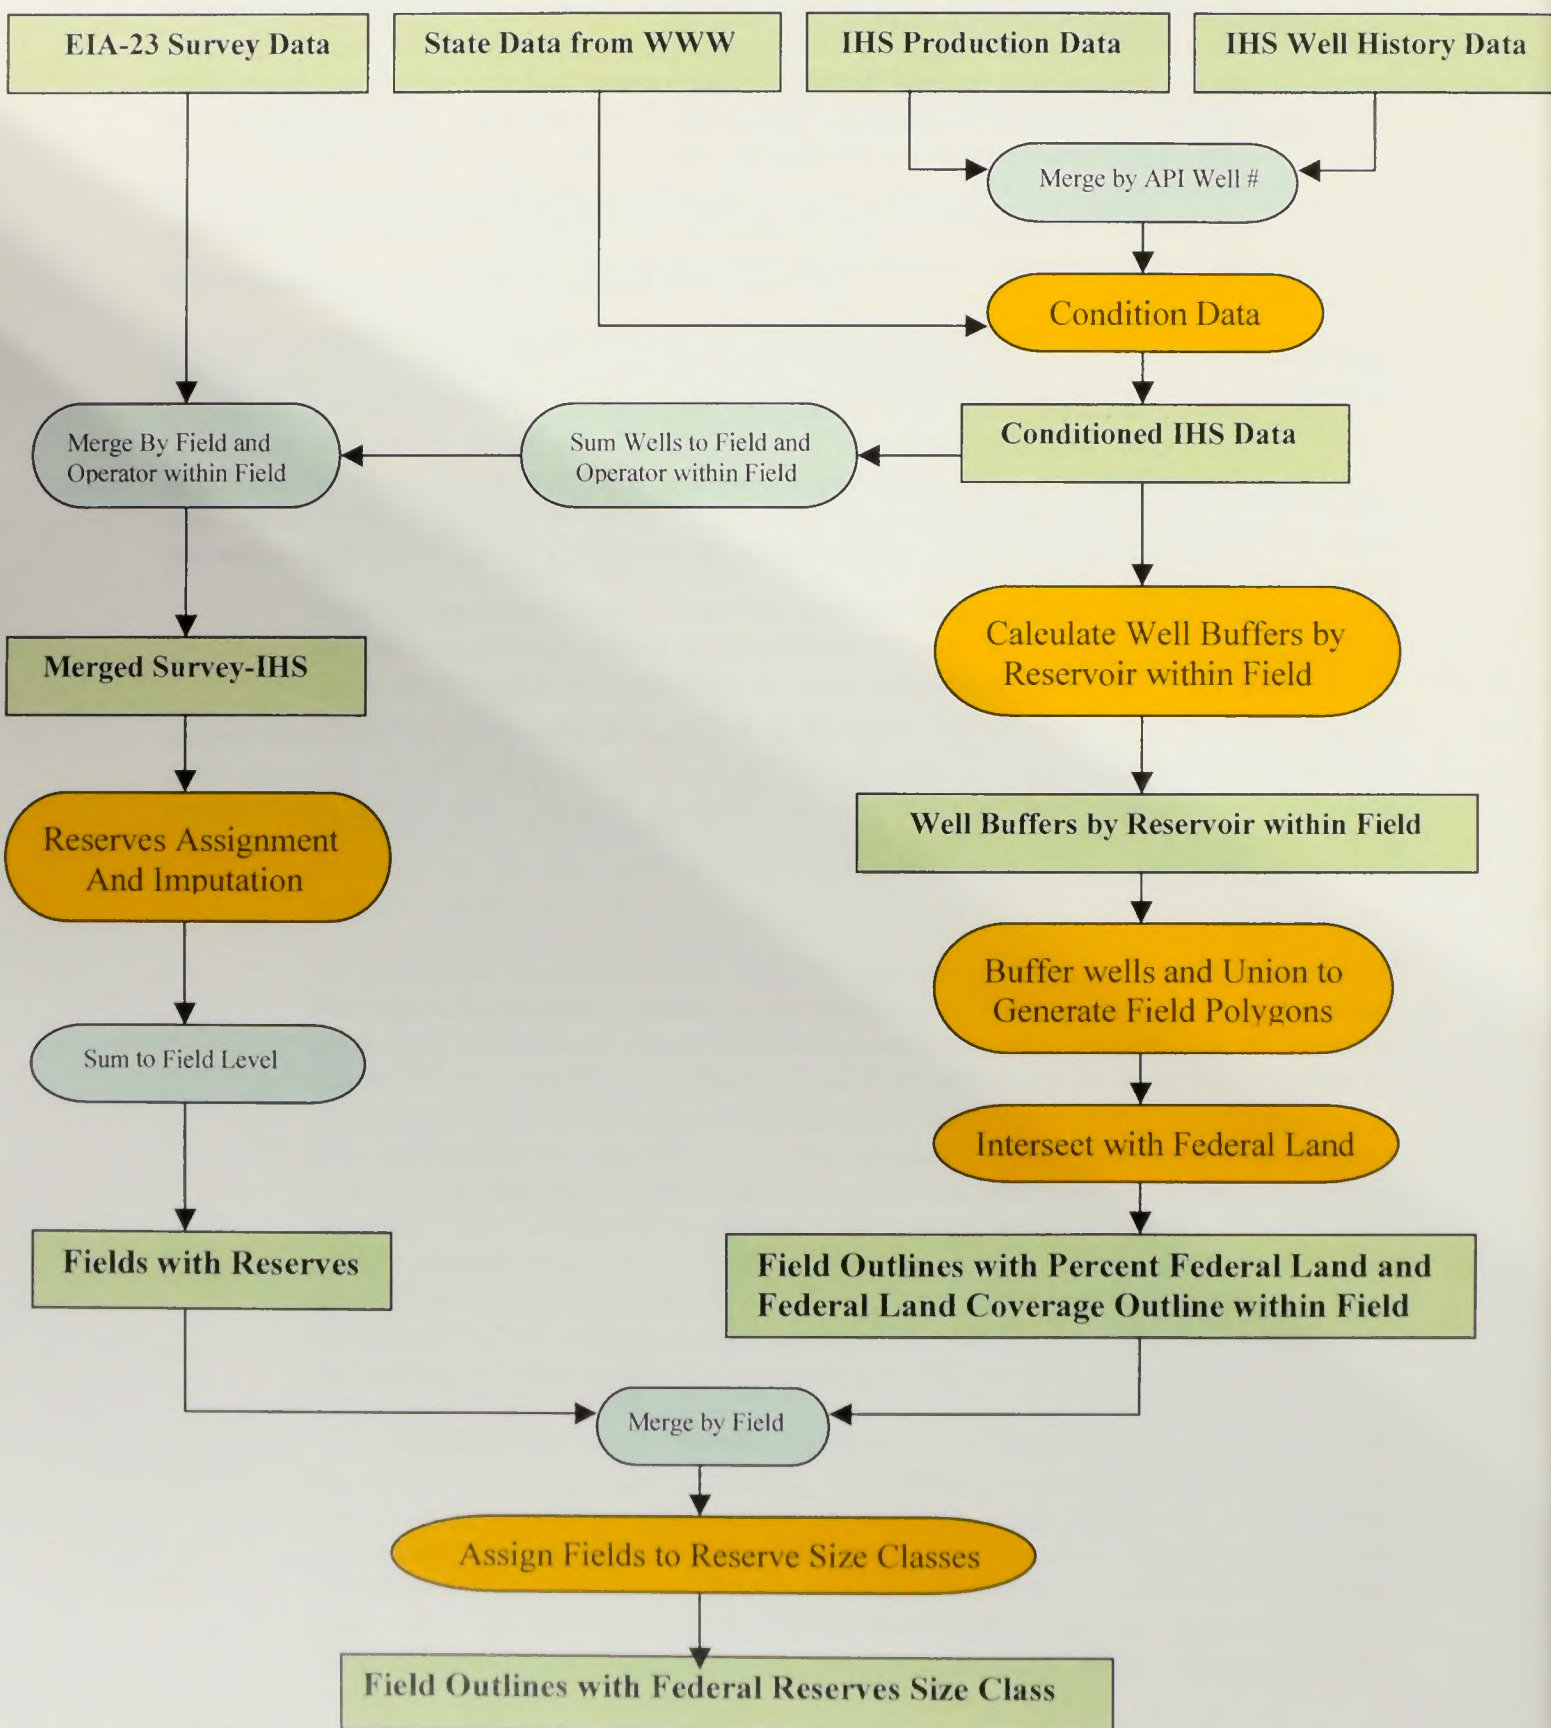 EIA-23 Survey Data
State Data from WWW
IHS Production Data
IHS Well History Data
Merge by API Well #
Condition Data
Merge By Field and
Operator within Field
Sum Wells to Field and
Operator within Field
Conditioned IHS Data
Calculate Well Buffers by
Reservoir within Field
Merged Survey-IHS
Well Buffers by Reservoir within Field
Reserves Assignment
And Imputation
Buffer wells and Union to
Generate Field Polygons
Sum to Field Level
Intersect with Federal Land
Fields with Reserves
Field Outlines with Percent Federal Land and
Federal Land Coverage Outline within Field
Merge by Field
Assign Fields to Reserve Size Classes
Field Outlines with Federal Reserves Size Class